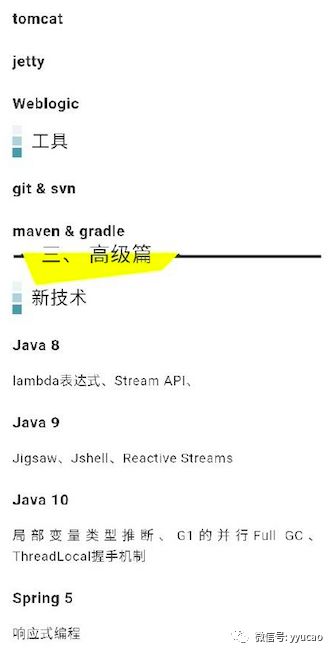 tomcat
jetty
Weblogic
工具
git & svn
maven & gradle
三、 高级篇
新技术
Java 8
lambda表达式、Stream API、
Java 9
Jigsaw、Jshell、Reactive Streams
Java 10
局部变量类型推断、G1的并行Full GC、
ThreadLocal握手机制
Spring 5
响应式编程
微信号: yyucao